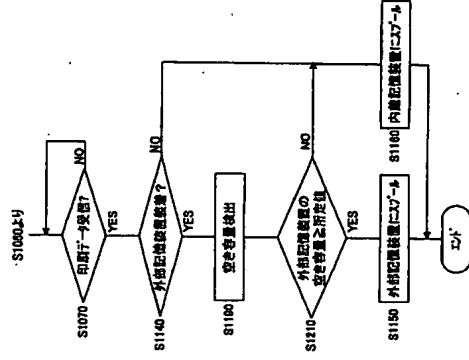 S1060より
S1070
印刷データ受信?
NO
YES
S1140
外部記憶装置装着?
NO
YES
S1190
空き容量検出
S1210
外部記憶装置の
空き容量≧所定値
NO
YES
S1150
外部記憶装置にスプール
S1160
内蔵記憶装置にスプール
エンド